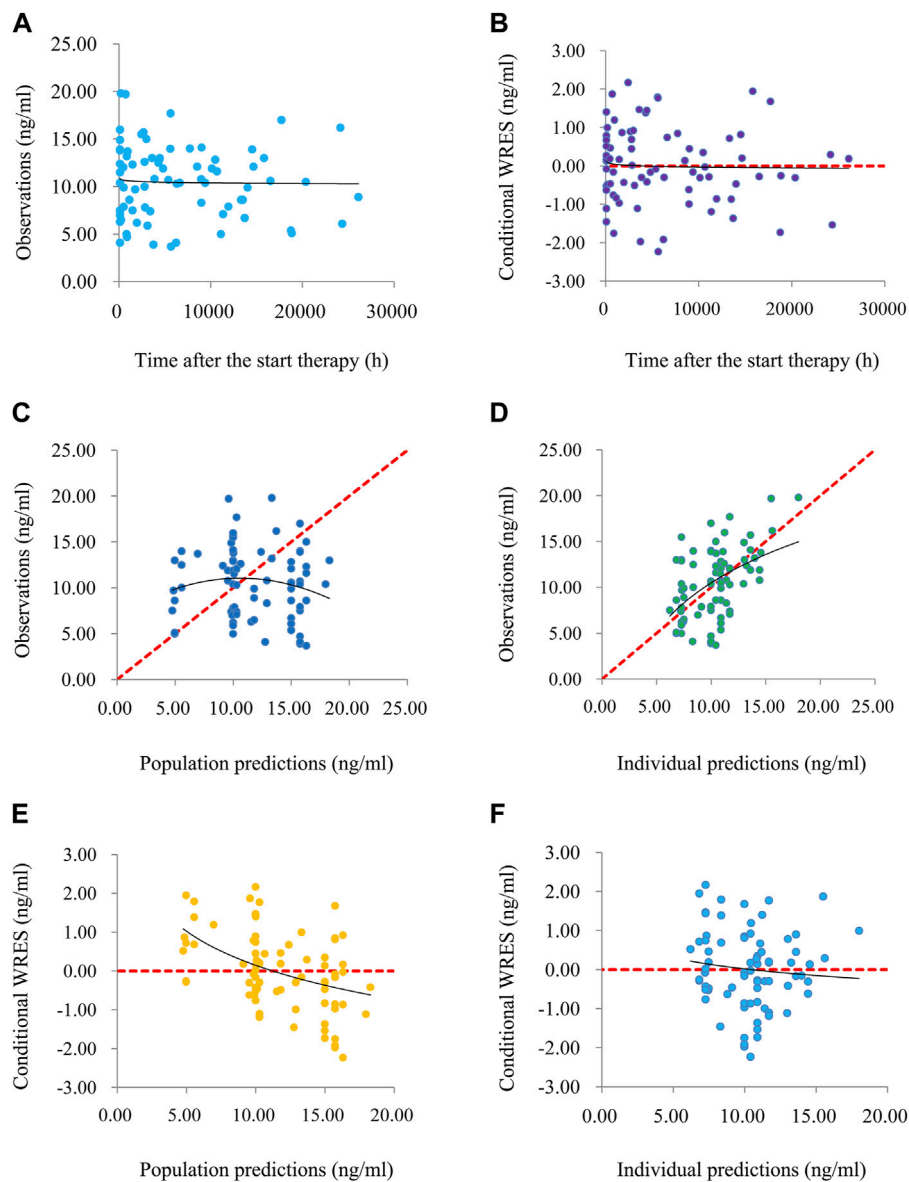 A
25.00
20.00
15.00
10.00
5.00
0.00
Observations (ng/ml)
0 10000 20000 30000
Time after the start therapy (h)
B
3.00
2.00
1.00
0.00
-1.00
-2.00
-3.00
Conditional WRES (ng/ml)
0 10000 20000 30000
Time after the start therapy (h)
C
25.00
20.00
15.00
10.00
5.00
0.00
Observations (ng/ml)
0.00 5.00 10.00 15.00 20.00 25.00
Population predictions (ng/ml)
D
25.00
20.00
15.00
10.00
5.00
0.00
Observations (ng/ml)
0.00 5.00 10.00 15.00 20.00 25.00
Individual predictions (ng/ml)
E
3.00
2.00
1.00
0.00
-1.00
-2.00
-3.00
Conditional WRES (ng/ml)
0.00 5.00 10.00 15.00 20.00
Population predictions (ng/ml)
F
3.00
2.00
1.00
0.00
-1.00
-2.00
-3.00
Conditional WRES (ng/ml)
0.00 5.00 10.00 15.00 20.00
Individual predictions (ng/ml)